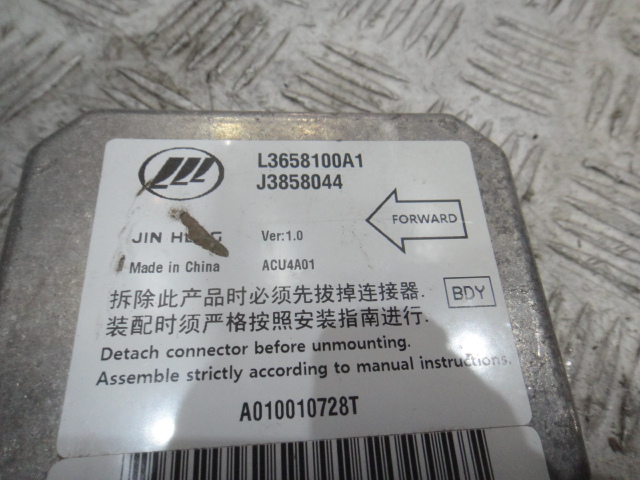 L3658100A1
J3858044
FORWARD
JIN Ver:1.0
Made in China ACU4A01
拆除此产品时必须先拔掉连接器. BDY
装配时须严格按照安装指南进行.
Detach connector before unmounting.
Assemble strictly according to manual instructions.
A010010728T